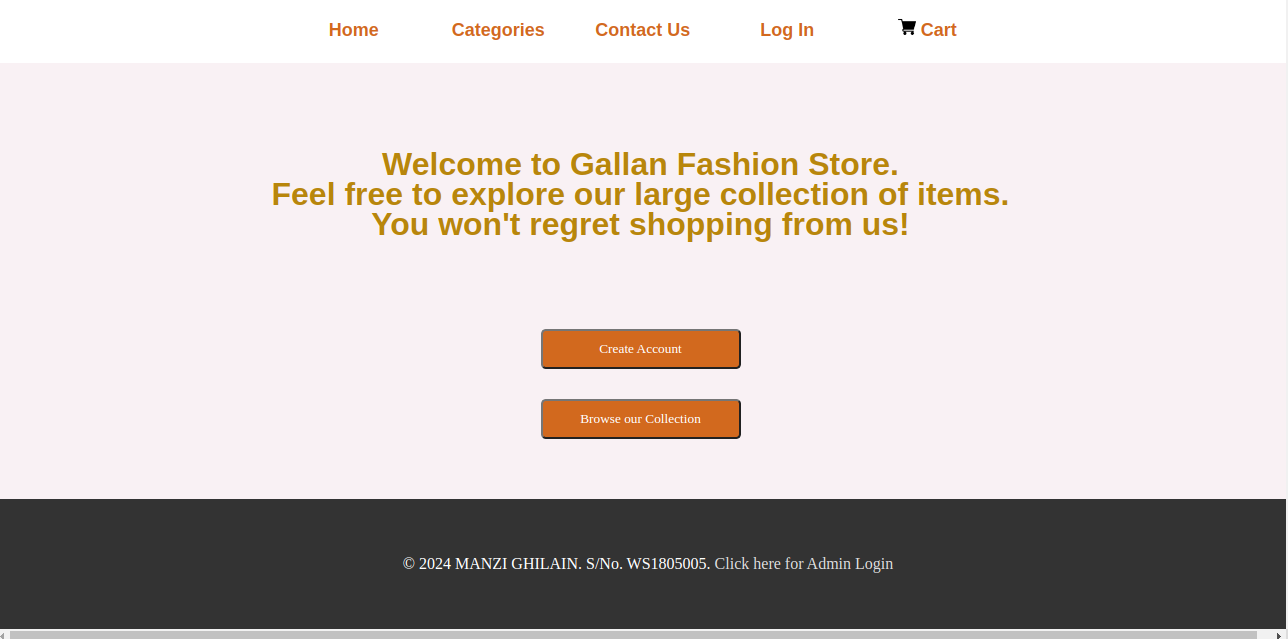 Home Categories Contact Us Log In Cart
Welcome to Gallan Fashion Store.
Feel free to explore our large collection of items.
You won't regret shopping from us!
Create Account
Browse our Collection
© 2024 MANZI GHILAIN. S/No. WS1805005. Click here for Admin Login